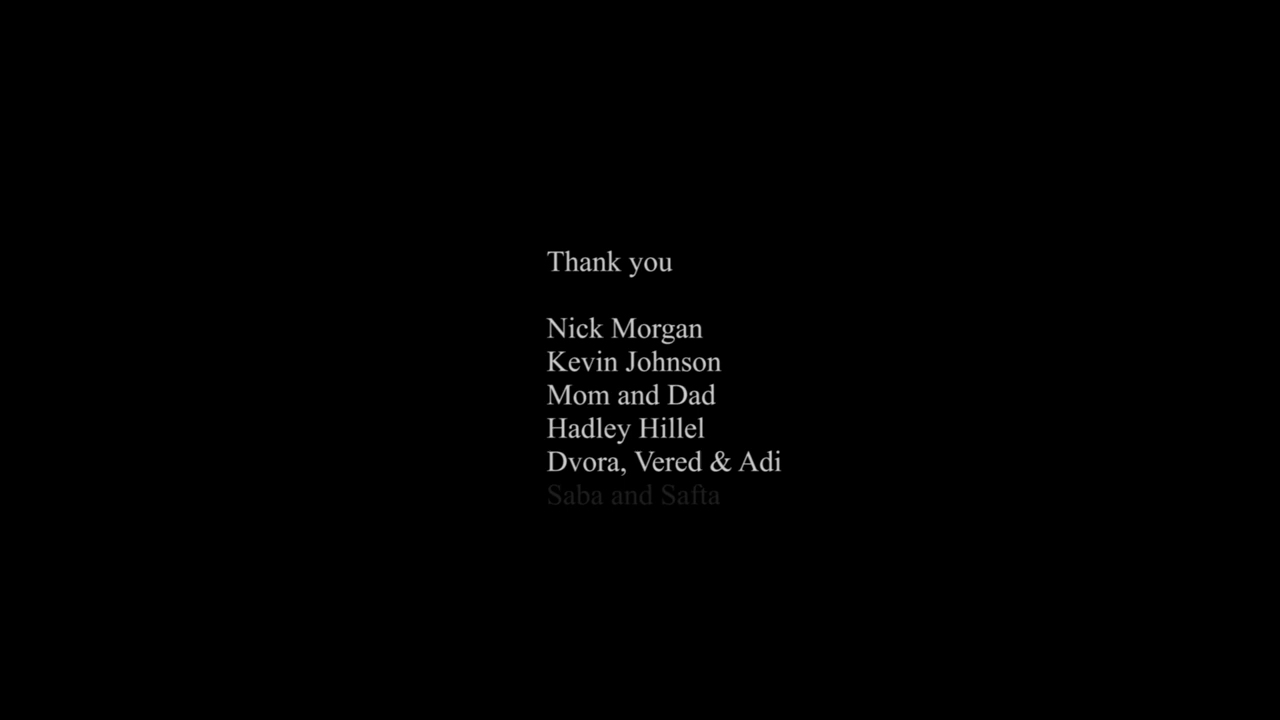 Thank you
Nick Morgan
Kevin Johnson
Mom and Dad
Hadley Hillel
Dvora, Vered & Adi
Saba and Safta